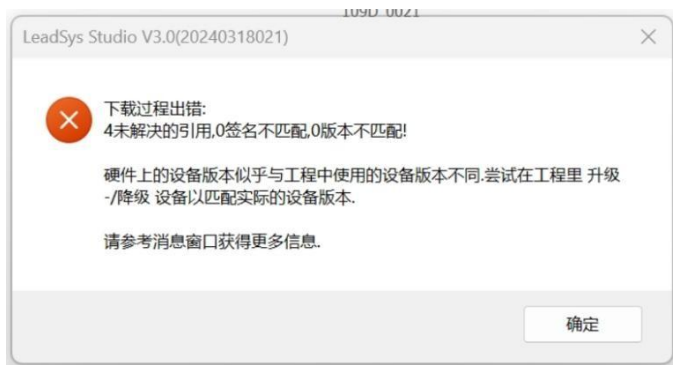 109D 0021
LeadSys Studio V3.0(20240318021)
下载过程出错:
4未解决的引用,0签名不匹配,0版本不匹配!
硬件上的设备版本似乎与工程中使用的设备版本不同.尝试在工程里 升级
-/降级 设备以匹配实际的设备版本.
请参考消息窗口获得更多信息.
确定